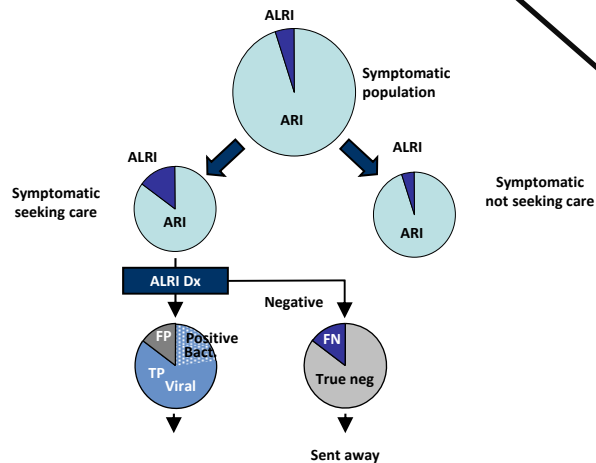 ALRI
Symptomatic
population
ARI
ALRI
ALRI
Symptomatic
seeking care
ARI
ARI
Symptomatic
not seeking care
ALRI Dx
Negative
FP
Positive
Bact.
TP
Viral
FN
True neg
Sent away